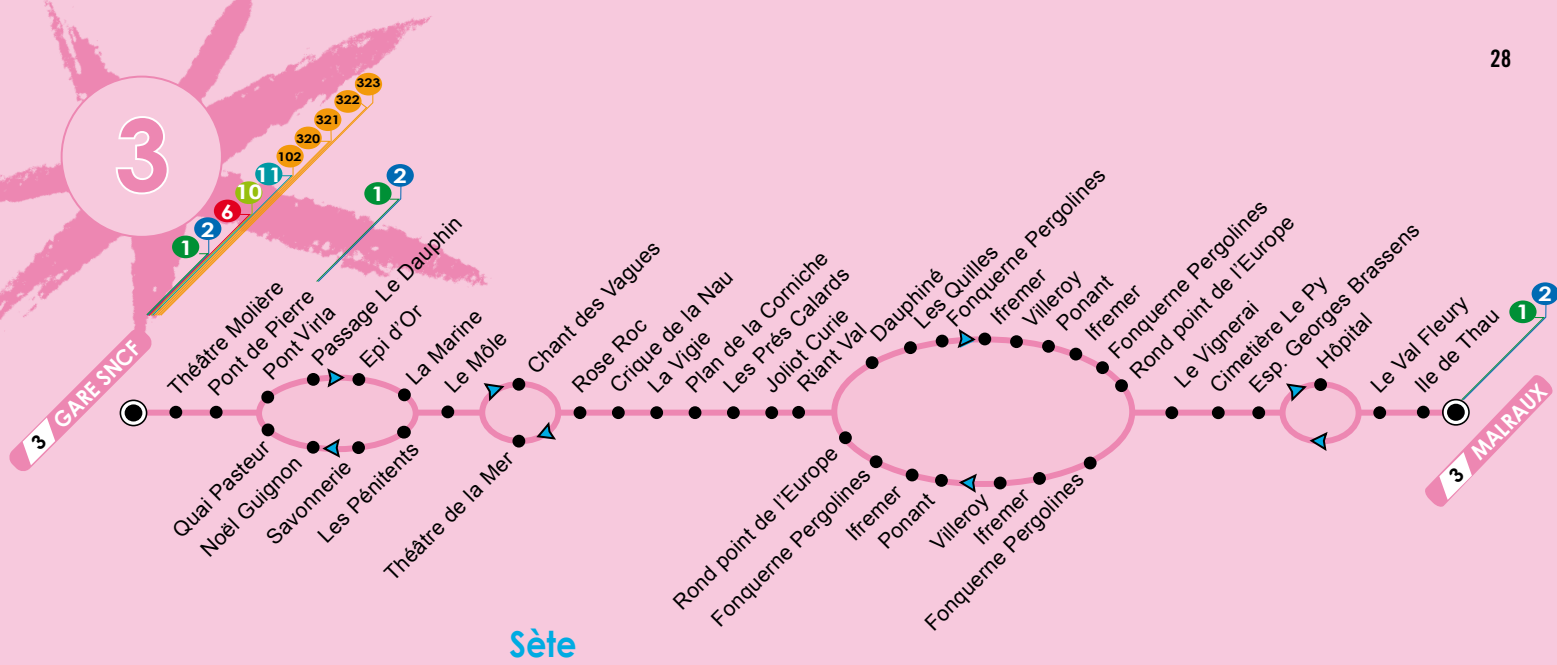 28
3
323
322
321
320
102
11
10
6
2
1
2
1
3 GARE SNCF
Théâtre Molière
Pont de Pierre
Pont Virla
Passage Le Dauphin
Epi d'Or
La Marine
Le Môle
Chant des Vagues
Rose Roc
Crique de la Nau
La Vigie
Plan de la Corniche
Les Prés Calards
Joliot Curie
Riant Val
Dauphiné
Les Quilles
Fonquerne Pergolines
Ifremer
Villeroy
Ponant
Ifremer
Fonquerne Pergolines
Rond point de l'Europe
Le Vignerai
Cimetière Le Py
Esp. Georges Brassens
Hôpital
Le Val Fleury
Ile de Thau
2
1
3 MALRAUX
Quai Pasteur
Noël Guignon
Savonnerie
Les Pénitents
Théâtre de la Mer
Rond point de l'Europe
Fonquerne Pergolines
Ifremer
Ponant
Villeroy
Ifremer
Fonquerne Pergolines
Sète